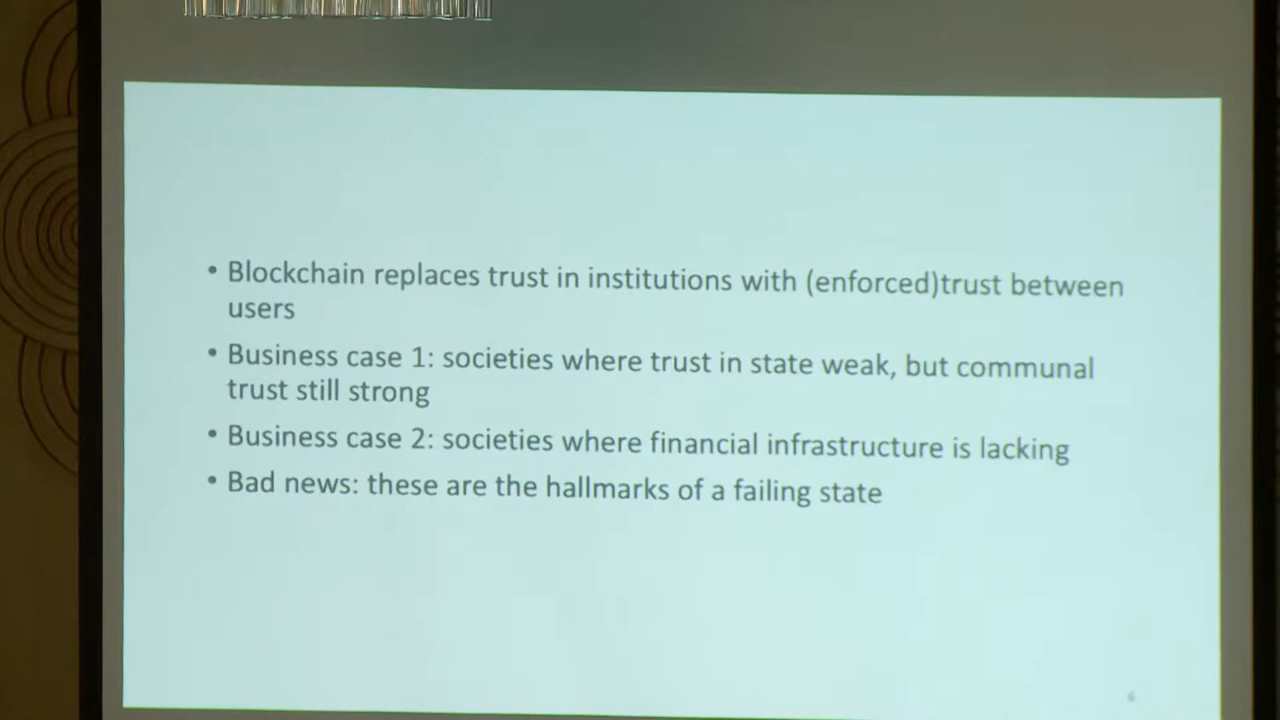 • Blockchain replaces trust in institutions with (enforced)trust between
users
• Business case 1: societies where trust in state weak, but communal
trust still strong
• Business case 2: societies where financial infrastructure is lacking
• Bad news: these are the hallmarks of a failing state
6